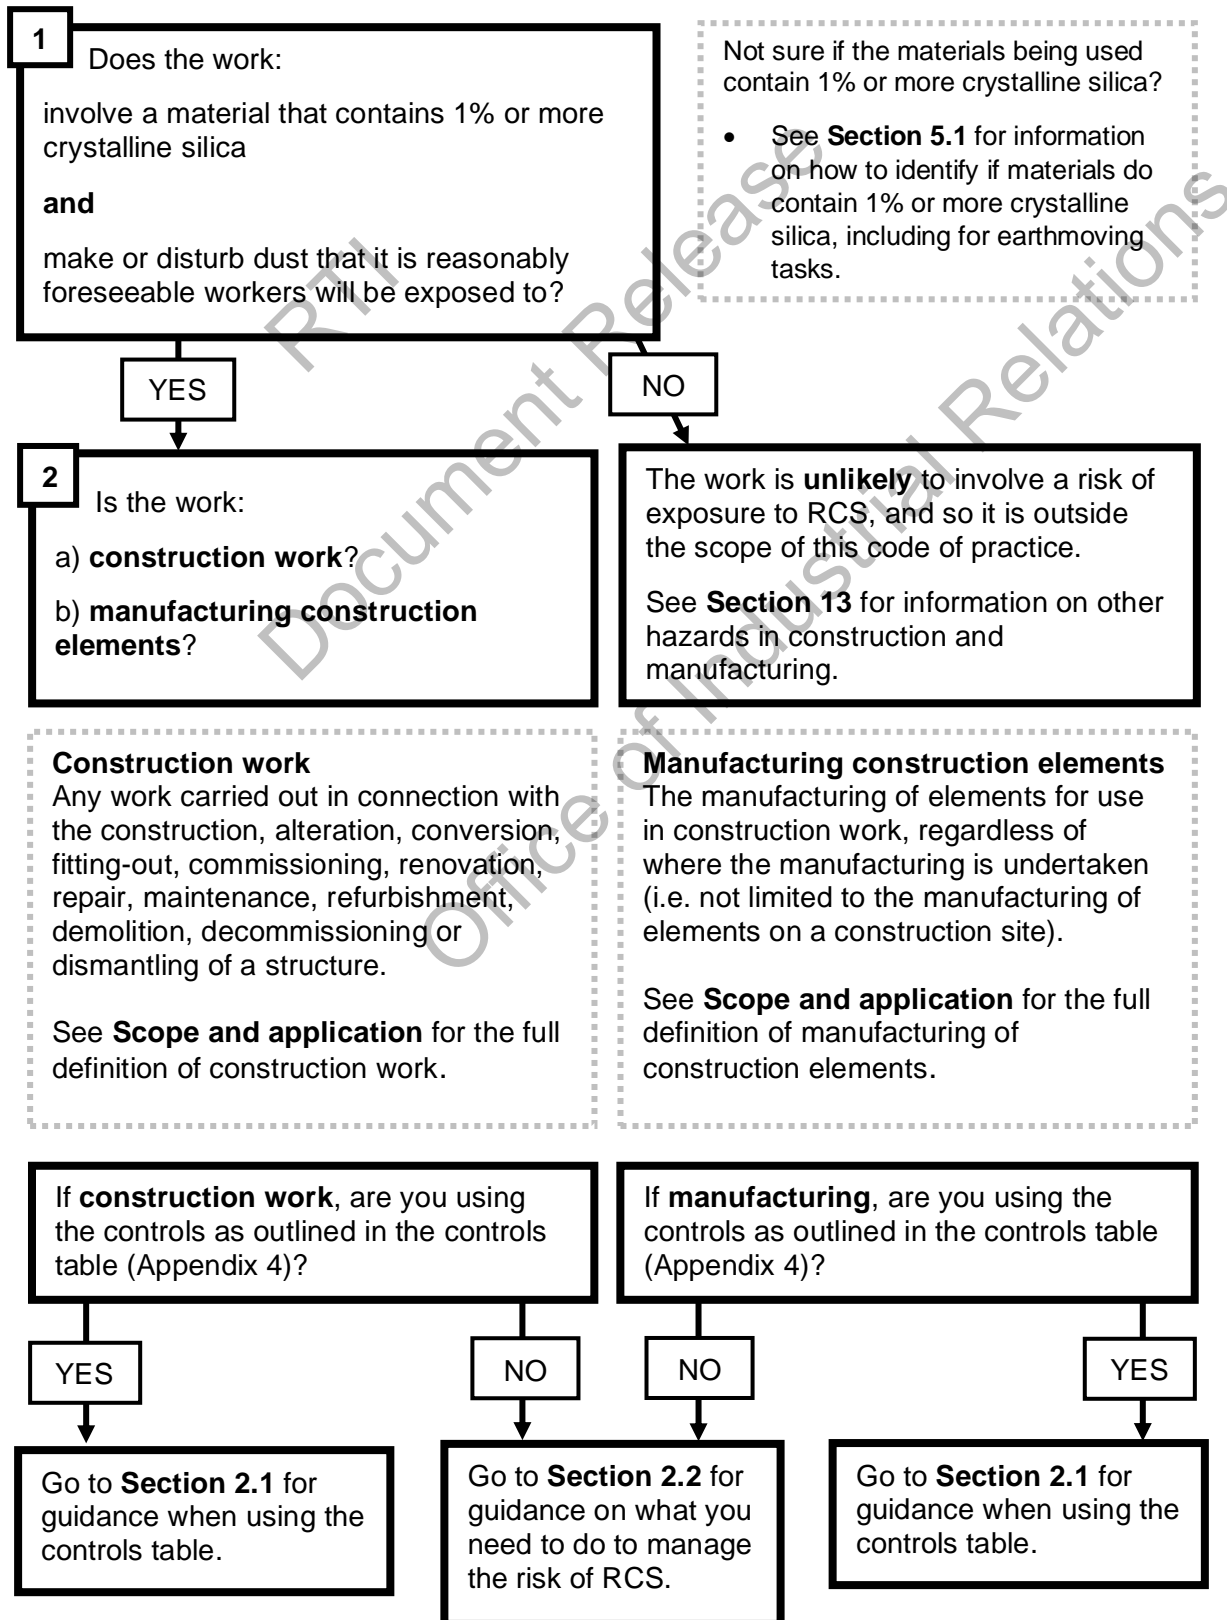 1
Does the work:
involve a material that contains 1% or more
crystalline silica
and
make or disturb dust that it is reasonably
foreseeable workers will be exposed to?
Not sure if the materials being used
contain 1% or more crystalline silica?
• See Section 5.1 for information
on how to identify if materials do
contain 1% or more crystalline
silica, including for earthmoving
tasks.
YES
NO
2
Is the work:
a) construction work?
b) manufacturing construction
elements?
The work is unlikely to involve a risk of
exposure to RCS, and so it is outside
the scope of this code of practice.
See Section 13 for information on other
hazards in construction and
manufacturing.
Construction work
Any work carried out in connection with
the construction, alteration, conversion,
fitting-out, commissioning, renovation,
repair, maintenance, refurbishment,
demolition, decommissioning or
dismantling of a structure.
See Scope and application for the full
definition of construction work.
Manufacturing construction elements
The manufacturing of elements for use
in construction work, regardless of
where the manufacturing is undertaken
(i.e. not limited to the manufacturing of
elements on a construction site).
See Scope and application for the full
definition of manufacturing of
construction elements.
If construction work, are you using
the controls as outlined in the controls
table (Appendix 4)?
If manufacturing, are you using the
controls as outlined in the controls table
(Appendix 4)?
YES
NO
NO
YES
Go to Section 2.1 for
guidance when using the
controls table.
Go to Section 2.2 for
guidance on what you
need to do to manage
the risk of RCS.
Go to Section 2.1 for
guidance when using the
controls table.
RTI
Document Release
Office of Industrial Relations